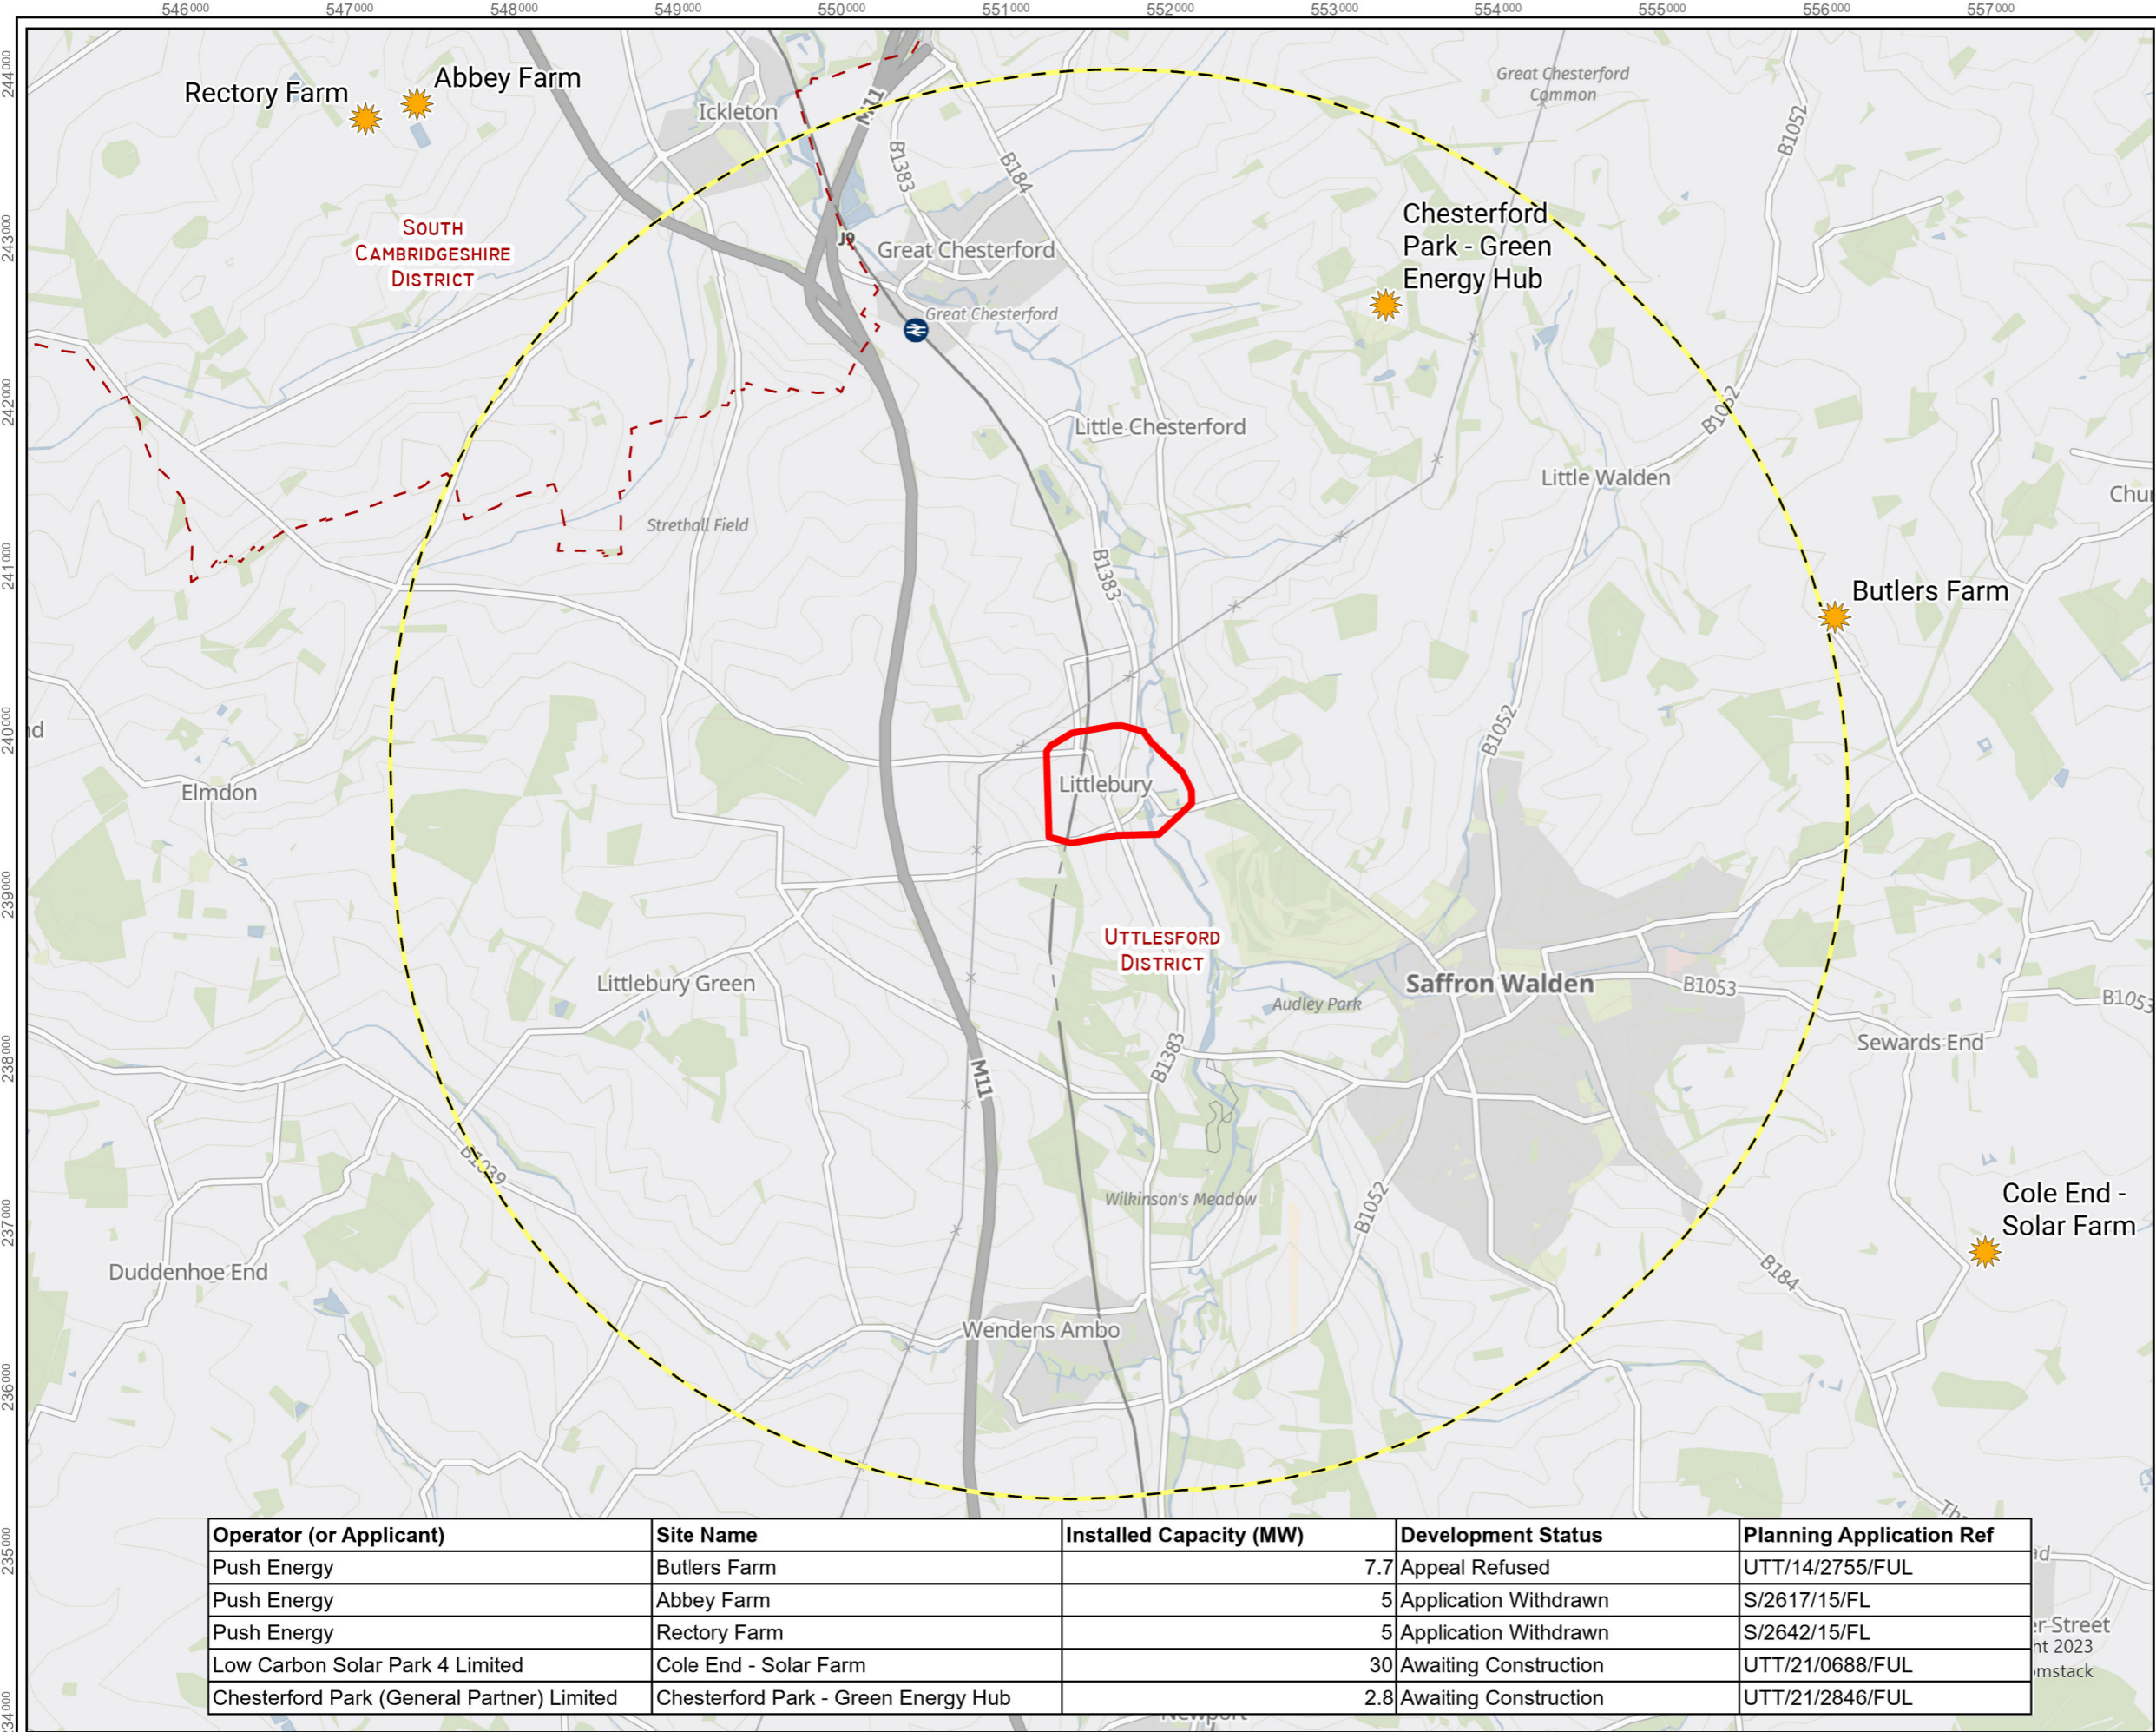 546000 547000 548000 549000 550000 551000 552000 553000 554000 555000 556000 557000
244000
243000
242000
241000
240000
239000
238000
237000
236000
235000
234000
Rectory Farm
Abbey Farm
Ickleton
M11
B1383
B184
Great Chesterford
Common
B1052
SOUTH
CAMBRIDGESHIRE
DISTRICT
J9
Great Chesterford
Great Chesterford
Chesterford
Park - Green
Energy Hub
Little Chesterford
B1052
Little Walden
Chur
Strethall Field
B1383
Butlers Farm
nd
B1052
Elmdon
Littlebury
UTTLESFORD
DISTRICT
Littlebury Green
Saffron Walden
B1053
B1053
Audley Park
Sewards End
B1383
M11
B1039
Wilkinson's Meadow
B1052
Cole End -
Solar Farm
Duddenhoe End
B184
Wendens Ambo
Operator (or Applicant) Site Name Installed Capacity (MW) Development Status Planning Application Ref
Push Energy Butlers Farm 7.7 Appeal Refused UTT/14/2755/FUL
Push Energy Abbey Farm 5 Application Withdrawn S/2617/15/FL
Push Energy Rectory Farm 5 Application Withdrawn S/2642/15/FL
Low Carbon Solar Park 4 Limited Cole End - Solar Farm 30 Awaiting Construction UTT/21/0688/FUL
Chesterford Park (General Partner) Limited Chesterford Park - Green Energy Hub 2.8 Awaiting Construction UTT/21/2846/FUL
er Street
ht 2023
mstack
Newport